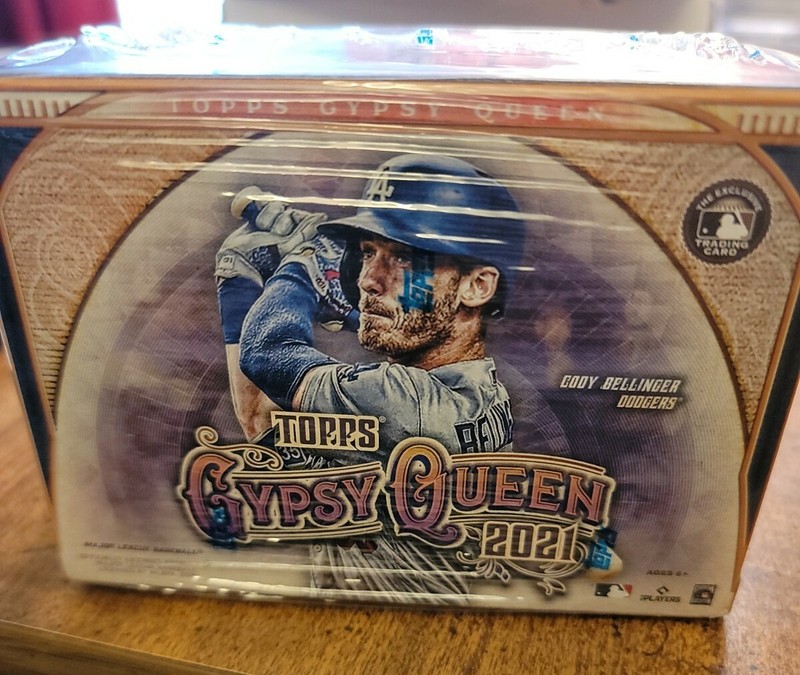 TOPPS GYPSY QUEEN
THE EXCLUSIVE
TRADING
CARD
CODY BELLINGER
DODGERS
TOPPS
GYPSY QUEEN
2021
MAJOR LEAGUE BASEBALL
AGES 6+
PLAYERS